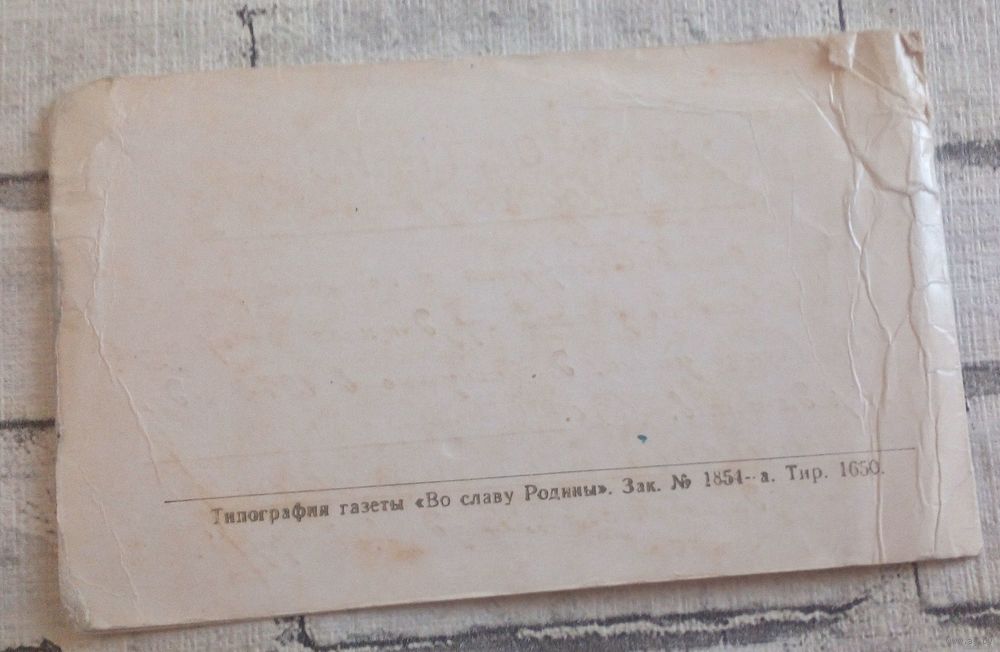 Типография газеты «Во славу Родины». Зак. № 1854-а. Тир. 1650.